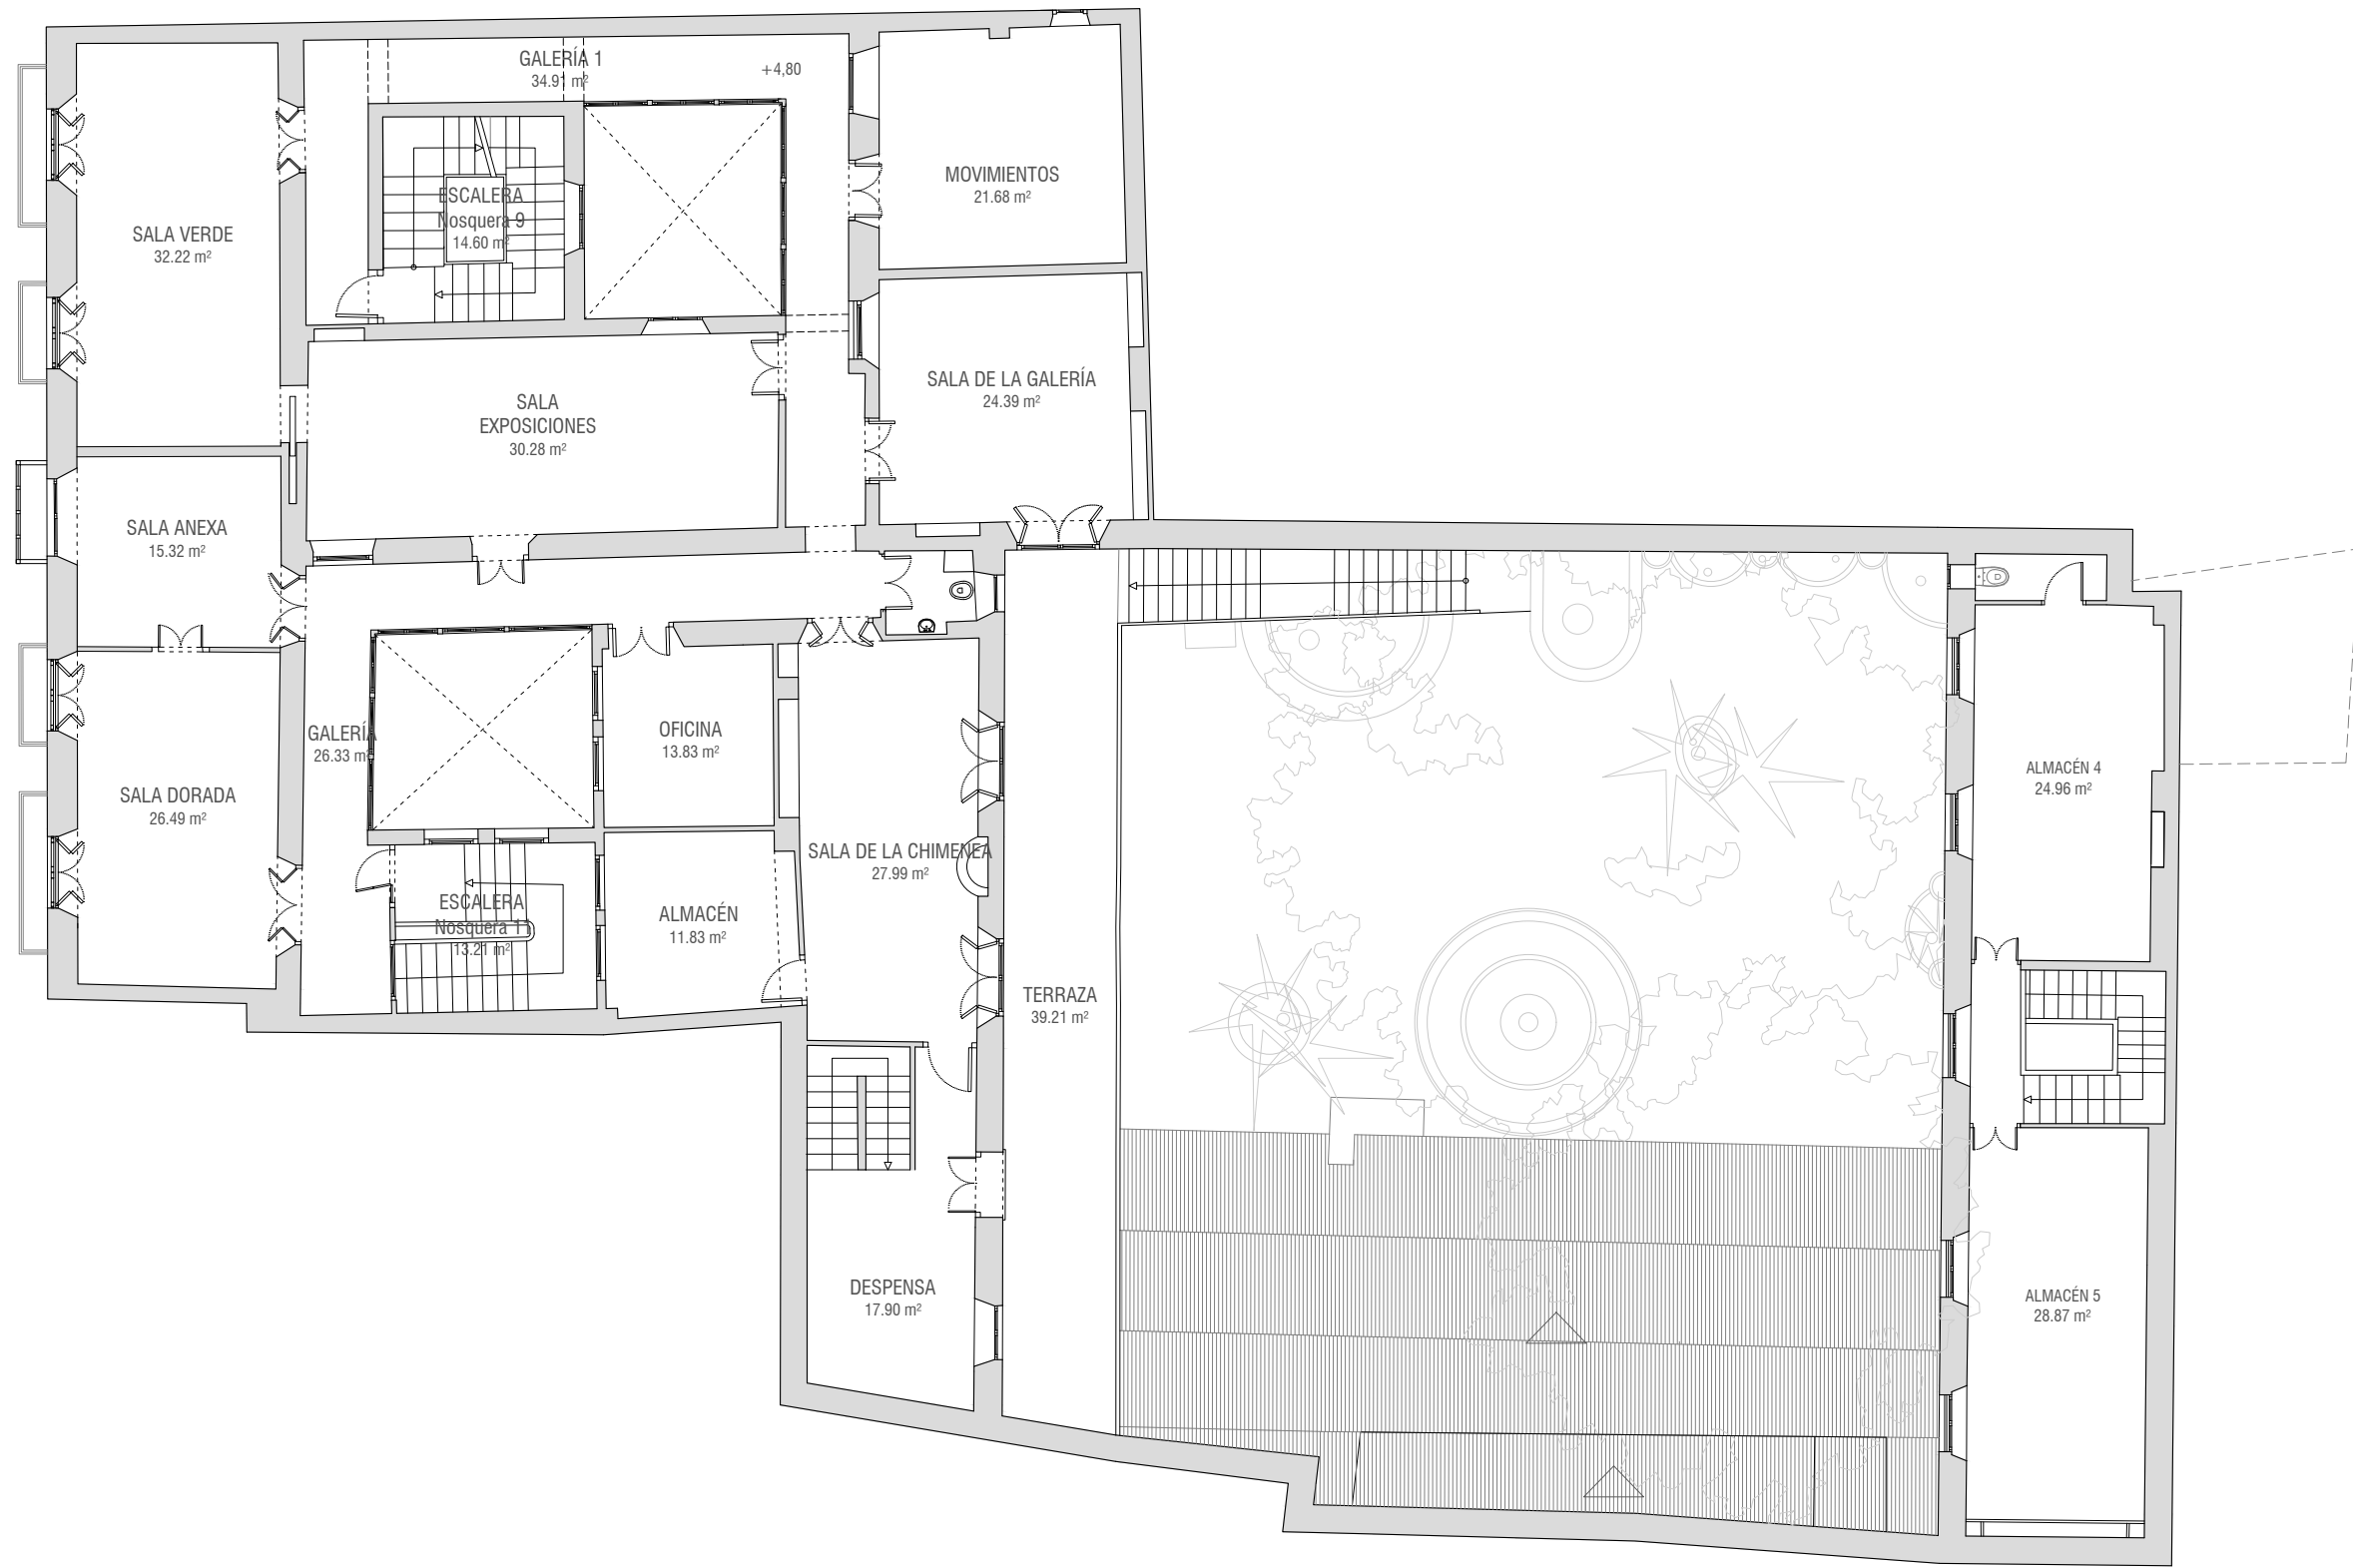 GALERÍA 1
34.91 m²
+4,80
MOVIMIENTOS
21.68 m²
ESCALERA
Nosquera 9
14.60 m²
SALA VERDE
32.22 m²
SALA DE LA GALERÍA
24.39 m²
SALA
EXPOSICIONES
30.28 m²
SALA ANEXA
15.32 m²
GALERÍA
26.33 m²
OFICINA
13.83 m²
SALA DORADA
26.49 m²
SALA DE LA CHIMENEA
27.99 m²
ALMACÉN 4
24.96 m²
ESCALERA
Nosquera 11
13.21 m²
ALMACÉN
11.83 m²
TERRAZA
39.21 m²
DESPENSA
17.90 m²
ALMACÉN 5
28.87 m²